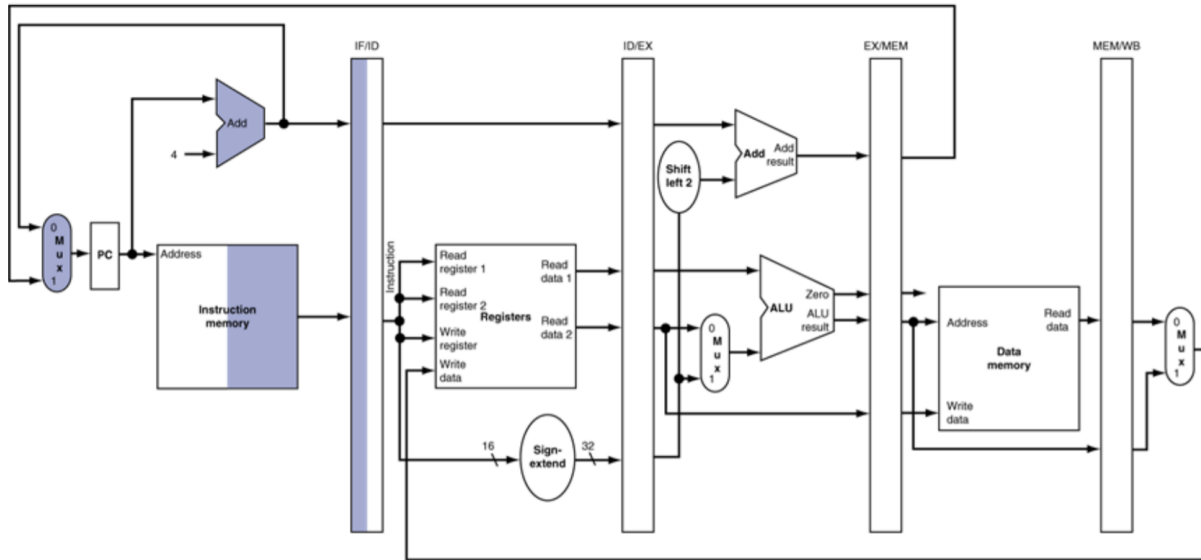 IF/ID
ID/EX
EX/MEM
MEM/WB
Add
4
Shift
left 2
Add
Add
result
0
M
u
x
1
PC
Address
Instruction
memory
Instruction
Read
register 1
Read
register 2
Write
register
Write
data
Registers
Read
data 1
Read
data 2
16
Sign-
extend
32
0
M
u
x
1
ALU
Zero
ALU
result
Address
Write
data
Data
memory
Read
data
0
M
u
x
1